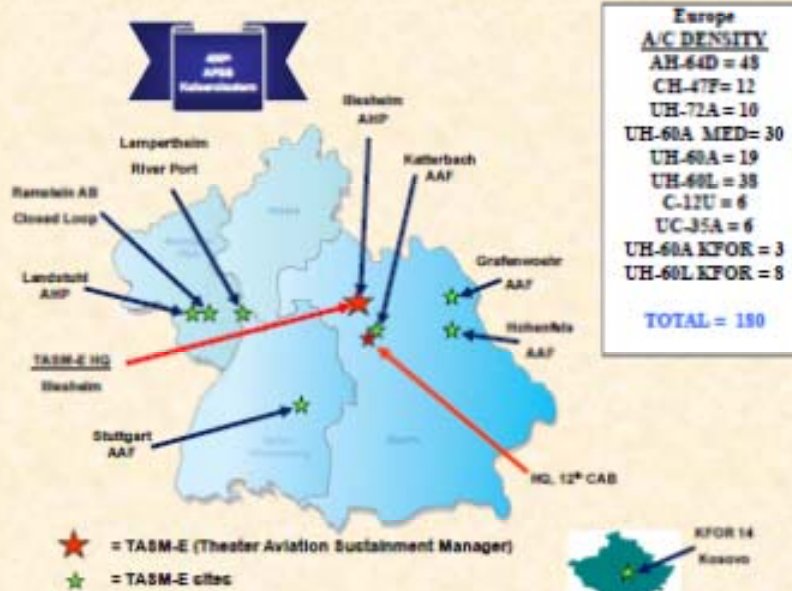 Kaiserslautern
Illesheim
AHP
Lampertheim
River Port
Katterbach
AAF
Ramstein AB
Closed Loop
Grafenwoehr
AAF
Landstuhl
AHP
Hohenfels
AAF
TASM-E HQ
Illesheim
Stuttgart
AAF
HQ, 12th CAB
= TASM-E (Theater Aviation Sustainment Manager)
= TASM-E sites
KFOR 14
Kosovo
Europe
A/C DENSITY
AH-64D = 48
CH-47F= 12
UH-72A = 10
UH-60A MED= 30
UH-60A = 19
UH-60L = 38
C-12U = 6
UC-35A = 6
UH-60A KFOR = 3
UH-60L KFOR = 8
TOTAL = 180